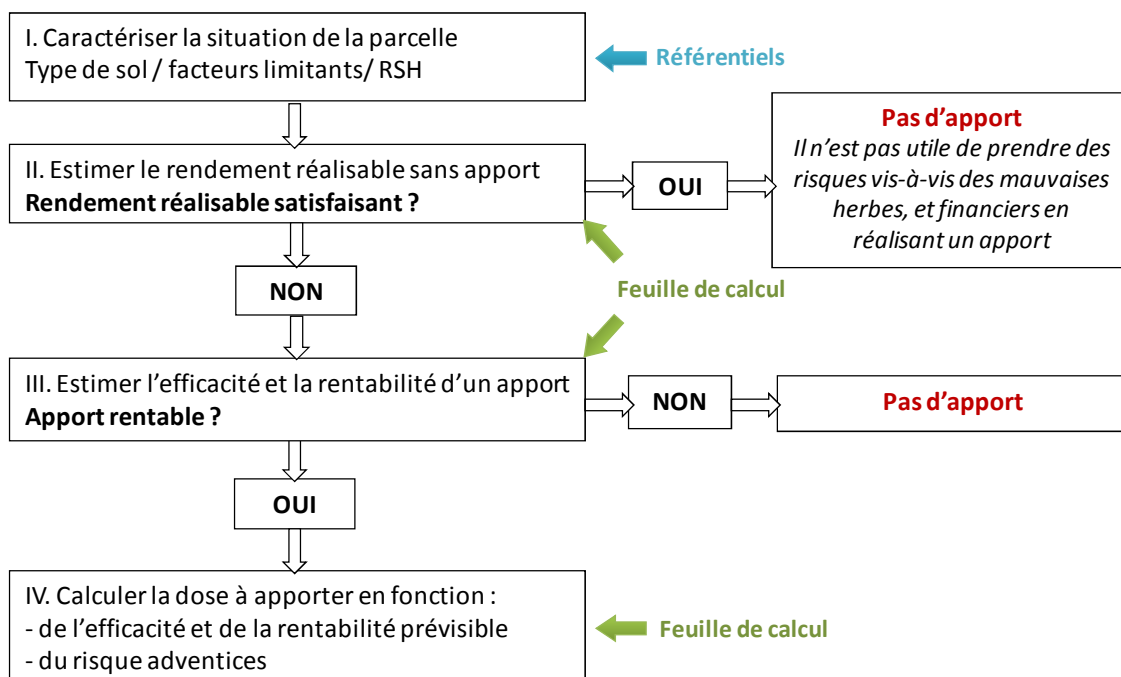 I. Caractériser la situation de la parcelle
Type de sol / facteurs limitants/ RSH
Référentiels
II. Estimer le rendement réalisable sans apport
Rendement réalisable satisfaisant ?
OUI
Pas d'apport
Il n'est pas utile de prendre des
risques vis-à-vis des mauvaises
herbes, et financiers en
réalisant un apport
NON
Feuille de calcul
III. Estimer l'efficacité et la rentabilité d'un apport
Apport rentable ?
NON
Pas d'apport
OUI
IV. Calculer la dose à apporter en fonction :
- de l'efficacité et de la rentabilité prévisible
- du risque adventices
Feuille de calcul